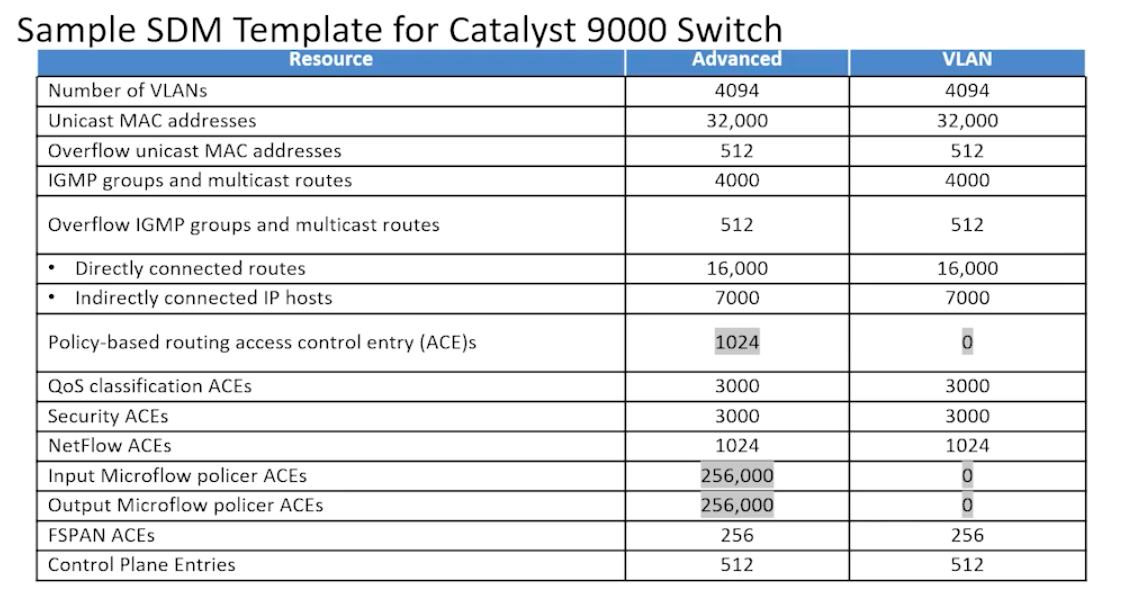 Sample SDM Template for Catalyst 9000 Switch
Resource Advanced VLAN
Number of VLANs 4094 4094
Unicast MAC addresses 32,000 32,000
Overflow unicast MAC addresses 512 512
IGMP groups and multicast routes 4000 4000
Overflow IGMP groups and multicast routes 512 512
• Directly connected routes 16,000 16,000
• Indirectly connected IP hosts 7000 7000
Policy-based routing access control entry (ACE)s 1024 0
QoS classification ACEs 3000 3000
Security ACEs 3000 3000
NetFlow ACEs 1024 1024
Input Microflow policer ACEs 256,000 0
Output Microflow policer ACEs 256,000 0
FSPAN ACEs 256 256
Control Plane Entries 512 512